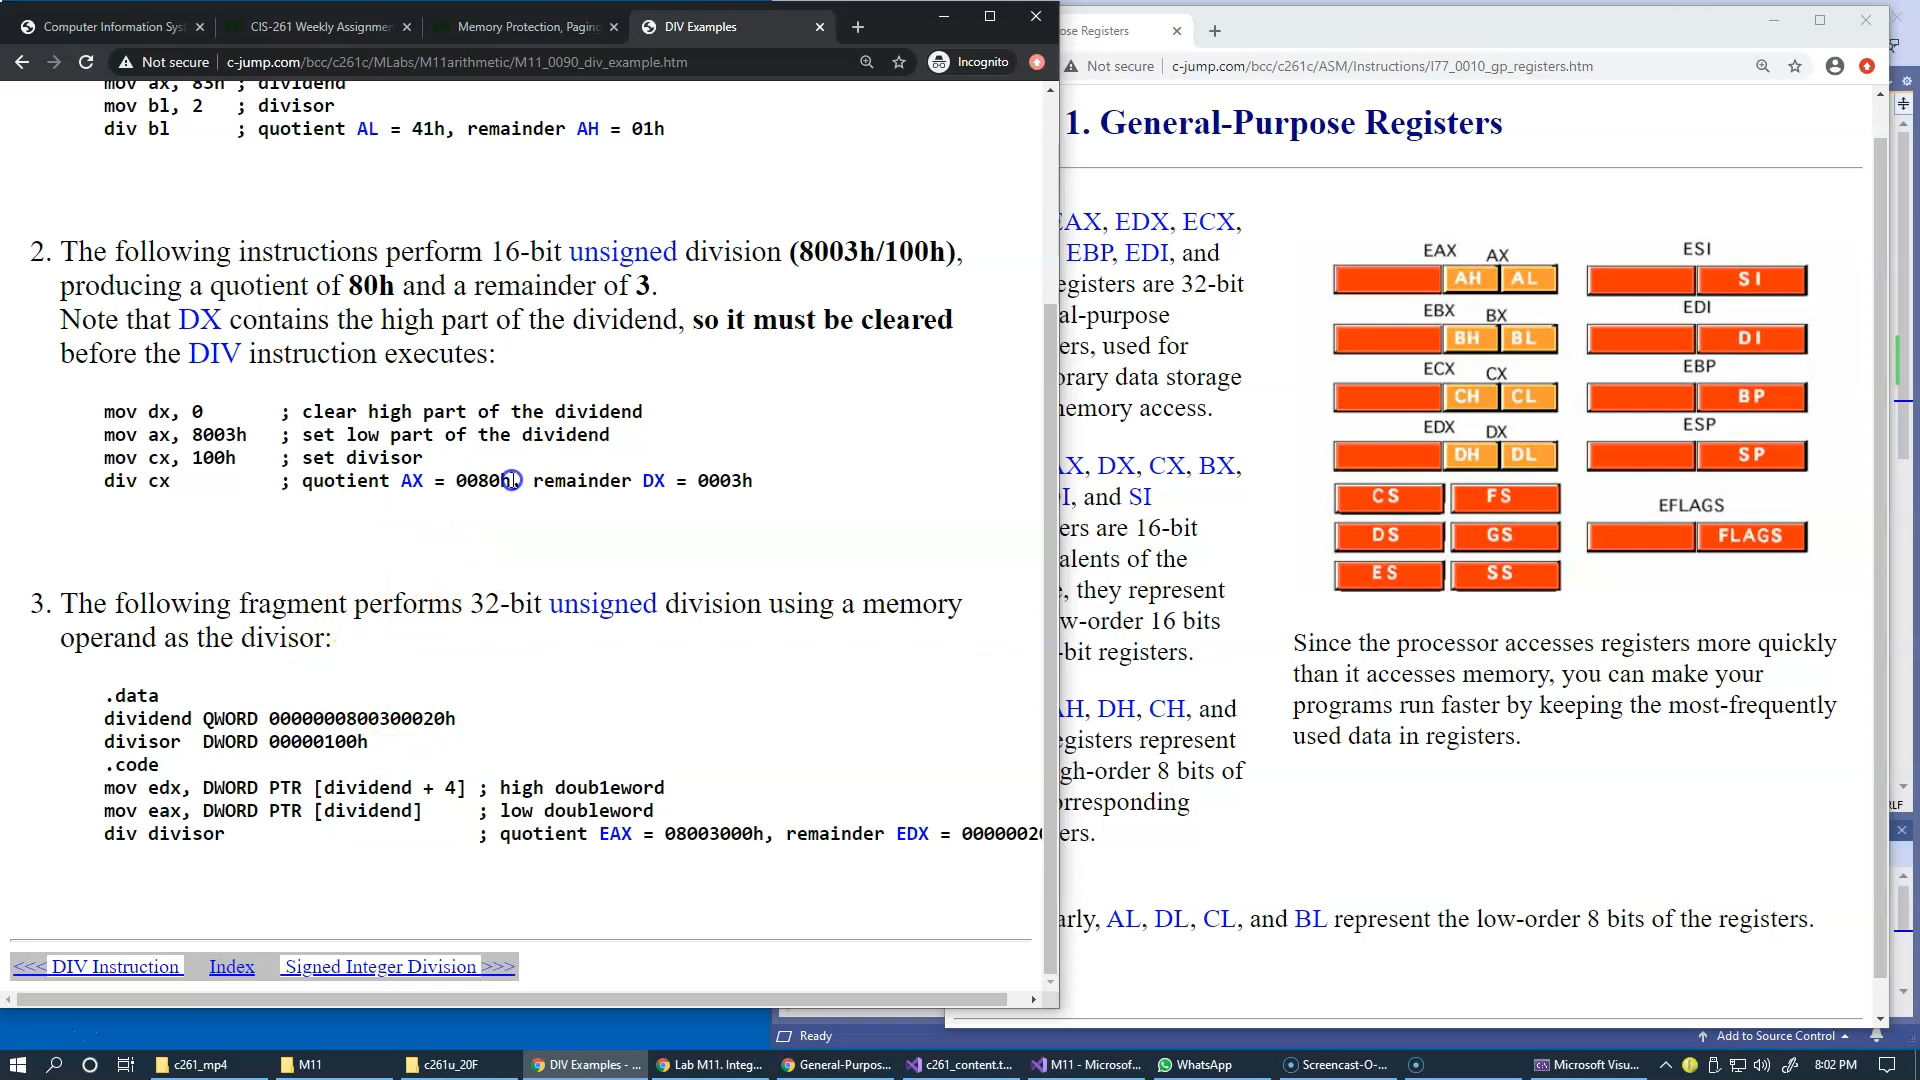 Computer Information Sys
CIS-261 Weekly Assignmen
Memory Protection, Paging
DIV Examples
Not secure
c-jump.com/bcc/c261c/MLabs/M11arithmetic/M11_0090_div_example.htm
Incognito
mov ax, 83h ; dividend
mov bl, 2 ; divisor
div bl ; quotient AL = 41h, remainder AH = 01h
2. The following instructions perform 16-bit unsigned division (8003h/100h),
producing a quotient of 80h and a remainder of 3.
Note that DX contains the high part of the dividend, so it must be cleared
before the DIV instruction executes:
mov dx, 0 ; clear high part of the dividend
mov ax, 8003h ; set low part of the dividend
mov cx, 100h ; set divisor
div cx ; quotient AX = 0080h, remainder DX = 0003h
3. The following fragment performs 32-bit unsigned division using a memory
operand as the divisor:
.data
dividend QWORD 0000000800300020h
divisor DWORD 00000100h
.code
mov edx, DWORD PTR [dividend + 4] ; high doub1eword
mov eax, DWORD PTR [dividend] ; low doubleword
div divisor ; quotient EAX = 08003000h, remainder EDX = 00000020
<<< DIV Instruction Index Signed Integer Division >>>
ose Registers
Not secure
c-jump.com/bcc/c261c/ASM/Instructions/I77_0010_gp_registers.htm
1. General-Purpose Registers
EAX, EDX, ECX,
EBP, EDI, and
egisters are 32-bit
al-purpose
ers, used for
orary data storage
emory access.
AX, DX, CX, BX,
I, and SI
ers are 16-bit
alents of the
e, they represent
w-order 16 bits
-bit registers.
AH, DH, CH, and
egisters represent
gh-order 8 bits of
orresponding
ers.
EAX AX
AH AL
EBX BX
BH BL
ECX CX
CH CL
EDX DX
DH DL
CS FS
DS GS
ES SS
ESI
SI
EDI
DI
EBP
BP
ESP
SP
EFLAGS
FLAGS
Since the processor accesses registers more quickly
than it accesses memory, you can make your
programs run faster by keeping the most-frequently
used data in registers.
arly, AL, DL, CL, and BL represent the low-order 8 bits of the registers.
RLF
Ready
Add to Source Control
c261_mp4
M11
c261u_20F
DIV Examples - ...
Lab M11. Integ...
General-Purpos...
c261_content.t...
M11 - Microsof...
WhatsApp
Screencast-O-...
Microsoft Visu...
8:02 PM